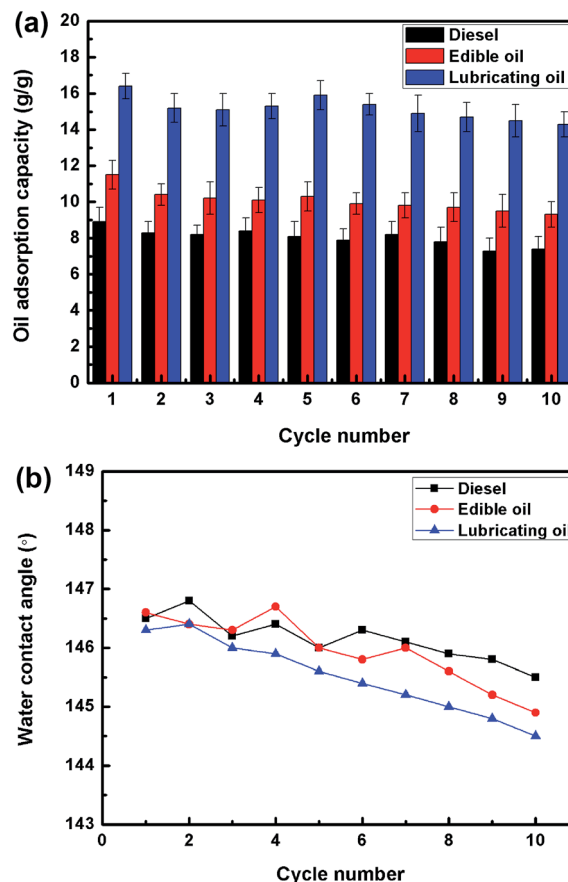 (a)
Diesel
Edible oil
Lubricating oil
Oil adsorption capacity (g/g)
20
18
16
14
12
10
8
6
4
2
0
1 2 3 4 5 6 7 8 9 10
Cycle number
(b)
Diesel
Edible oil
Lubricating oil
Water contact angle (°)
149
148
147
146
145
144
143
0 2 4 6 8 10
Cycle number